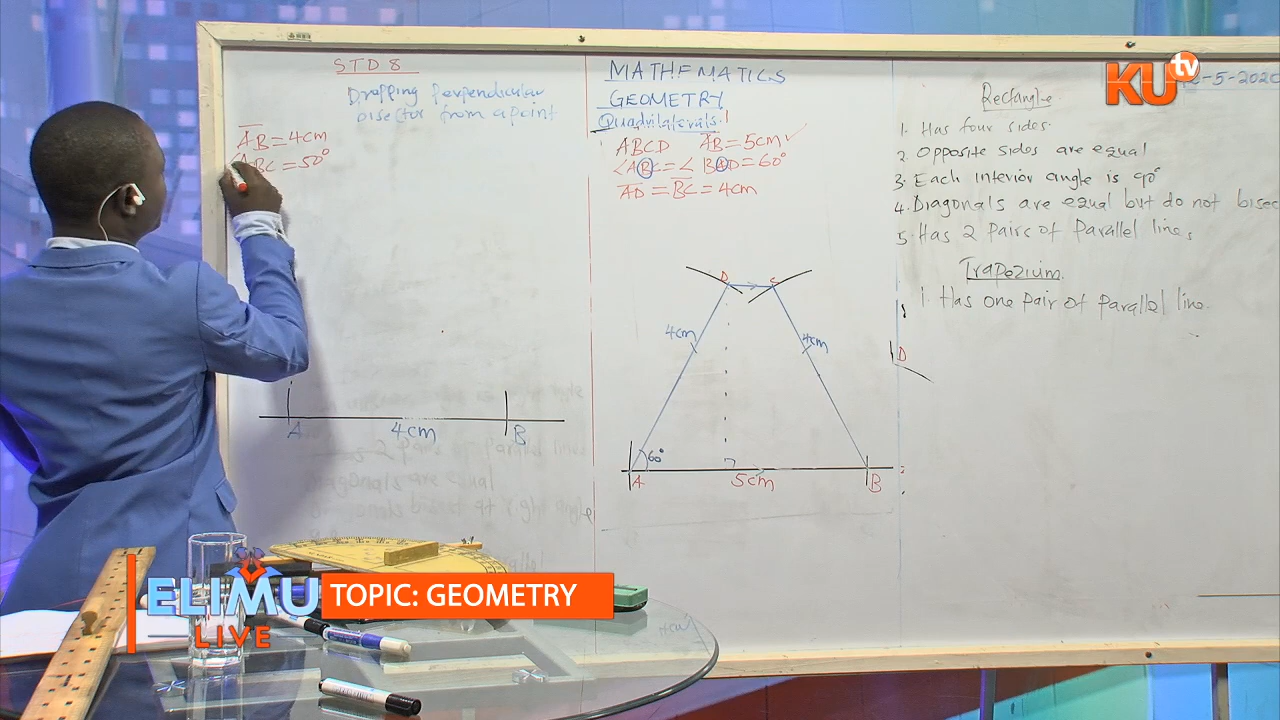 STD 8
Dropping perpendicular
bisector from a point
AB = 4cm
ABC = 50°
A 4cm B
MATHEMATICS
GEOMETRY
Quadrilaterals
ABCD AB = 5cm ✓
∠ABC = ∠BAD = 60°
AD = BC = 4cm
D C
4cm 4cm
60°
A 5cm B
-5-2020
Rectangle
1. Has four sides.
2. Opposite sides are equal
3. Each interior angle is 90°
4. Diagonals are equal but do not bisec
5. Has 2 pairs of Parallel lines
Trapezium
1. Has one pair of parallel line.
D
KU tv
ELIMU
LIVE
TOPIC: GEOMETRY